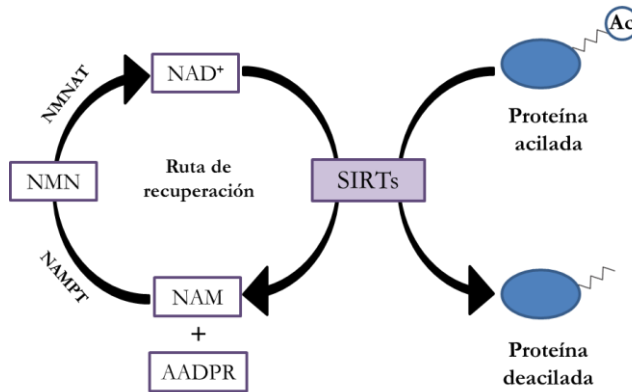 Ac
NAD⁺
NMNAT
Proteína
acilada
Ruta de
recuperación
NMN
SIRTs
NAMPT
NAM
+
AADPR
Proteína
deacilada